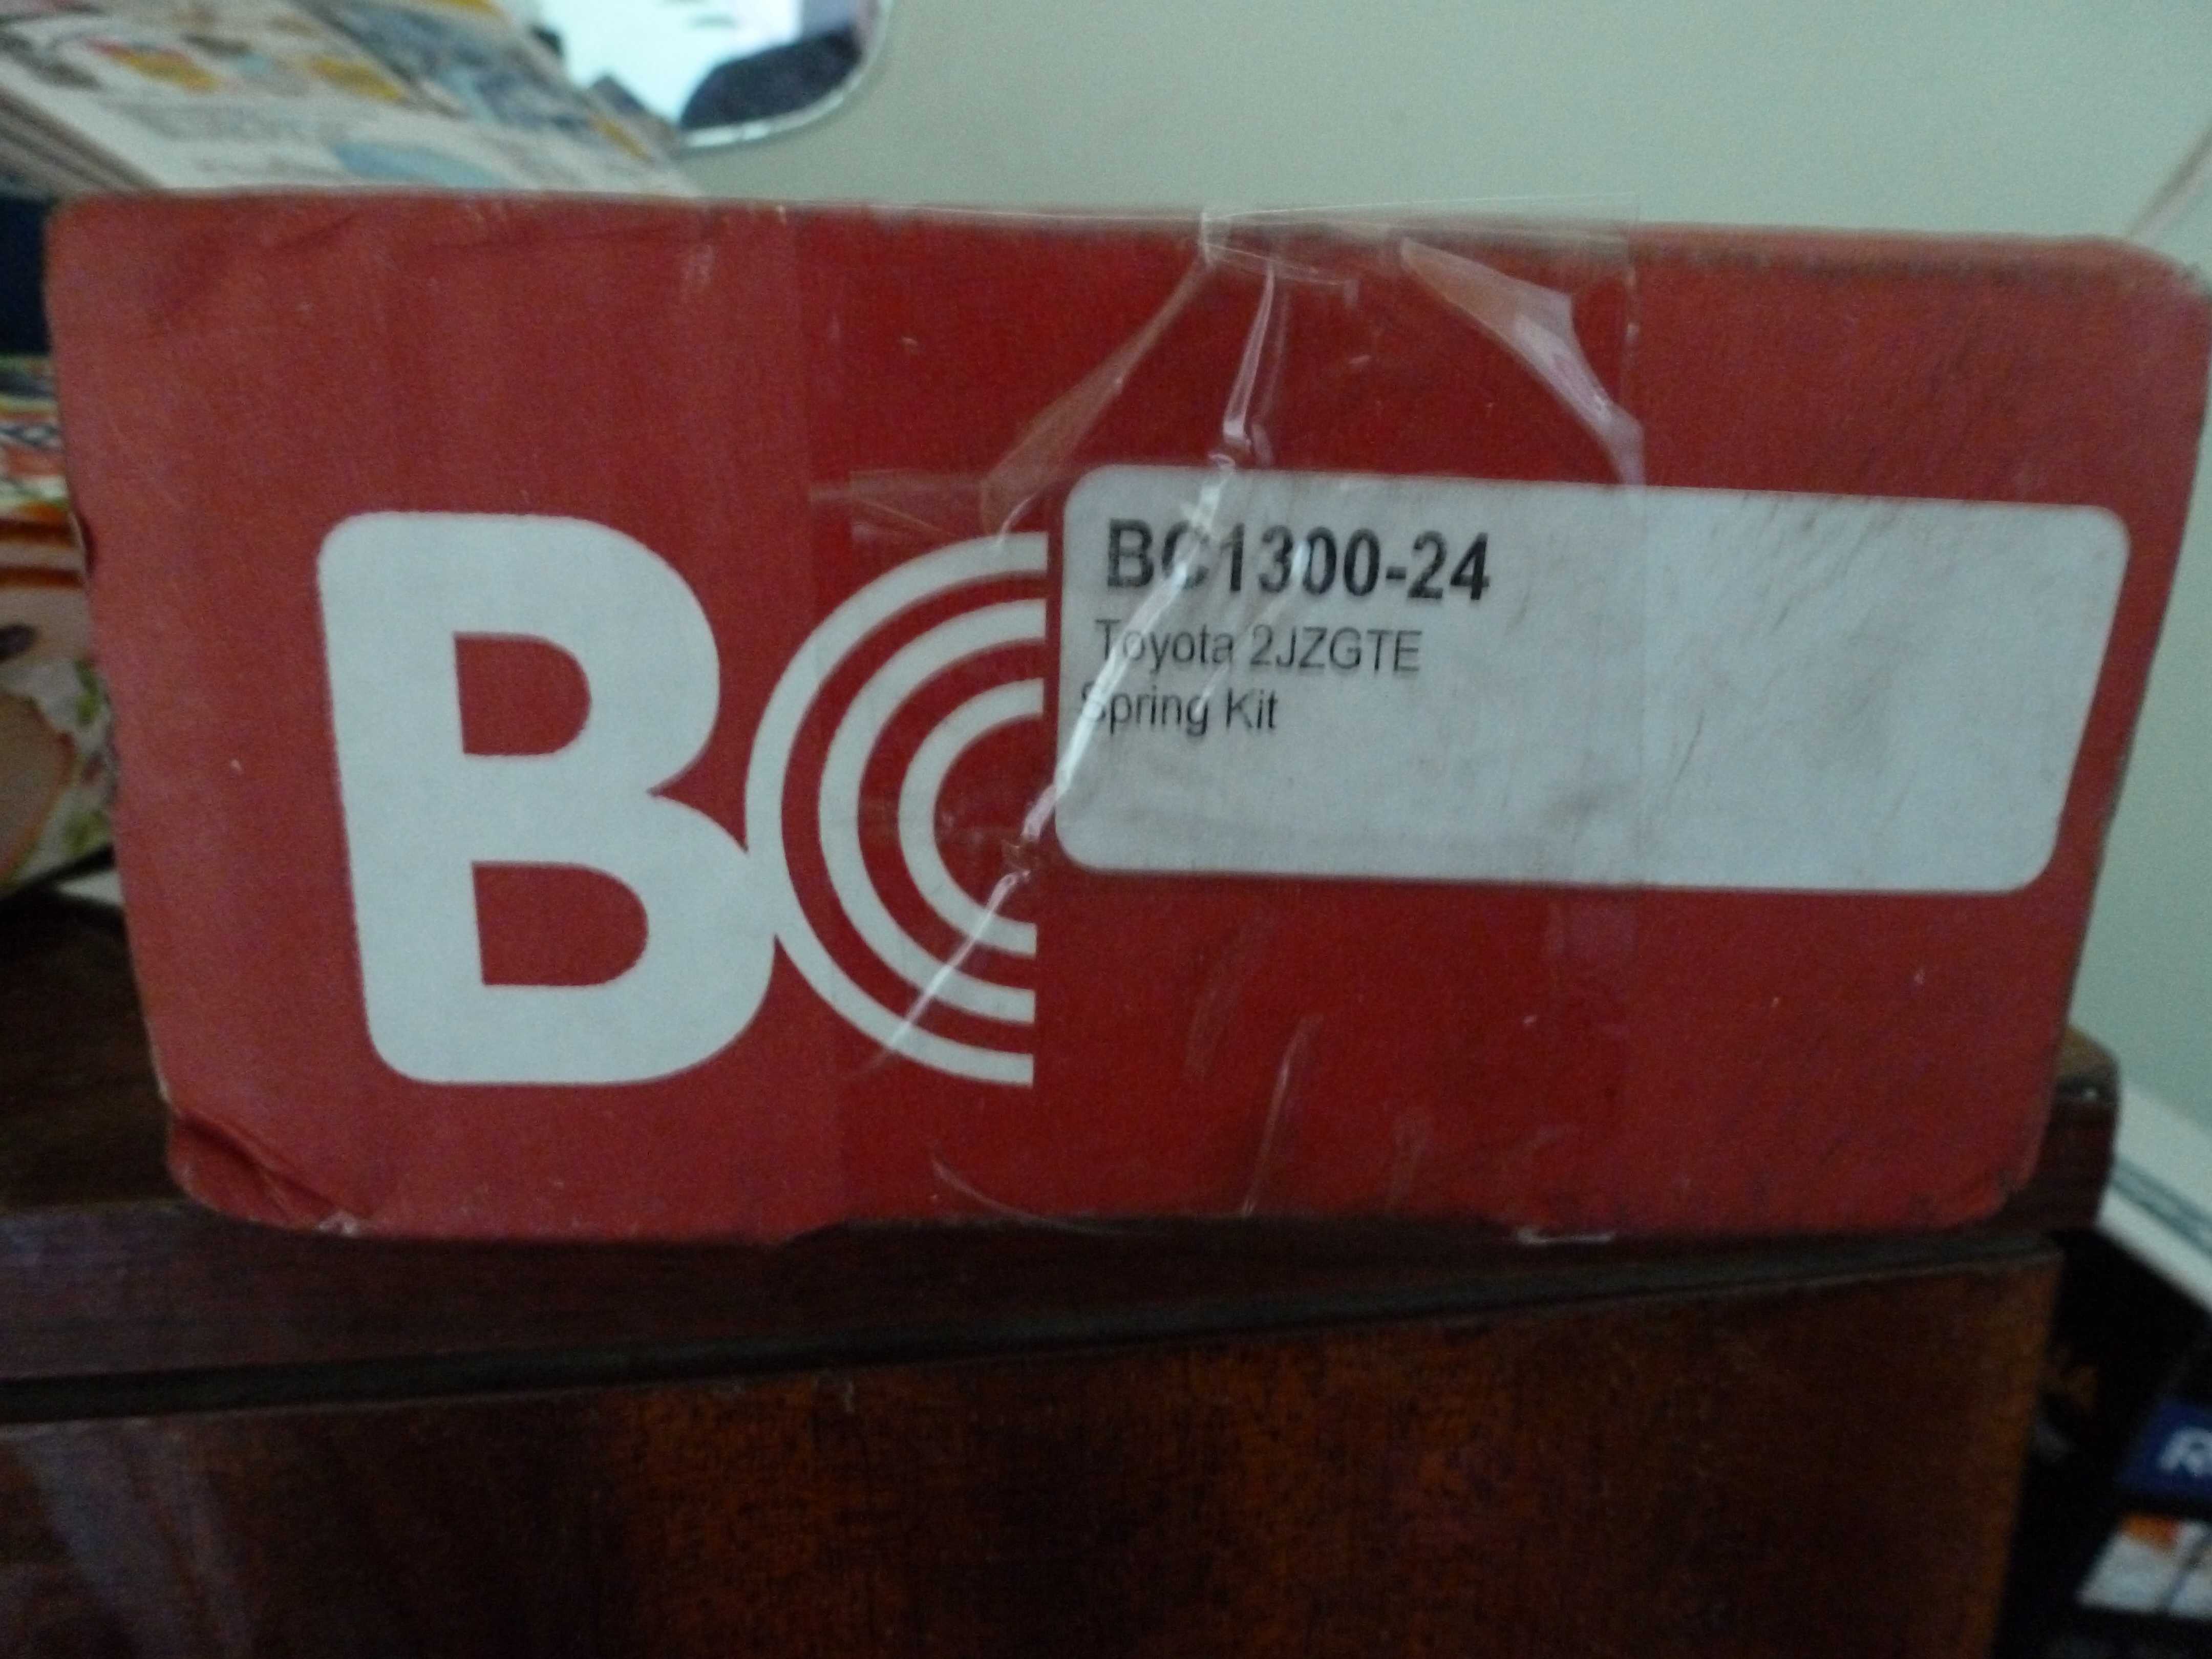 BC
BC1300-24
Toyota 2JZGTE
Spring Kit